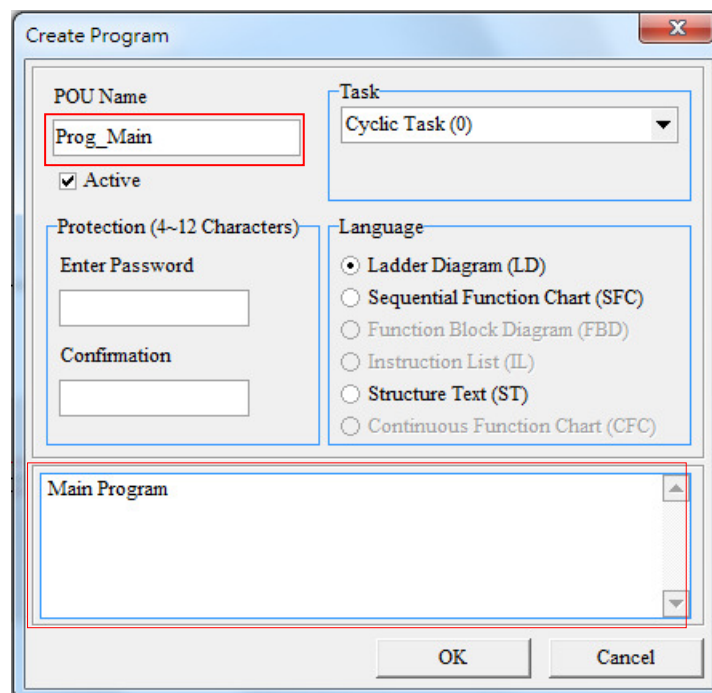 Create Program
POU Name
Prog_Main
Active
Task
Cyclic Task (0)
Protection (4~12 Characters)
Enter Password
Confirmation
Language
Ladder Diagram (LD)
Sequential Function Chart (SFC)
Function Block Diagram (FBD)
Instruction List (IL)
Structure Text (ST)
Continuous Function Chart (CFC)
Main Program
OK
Cancel